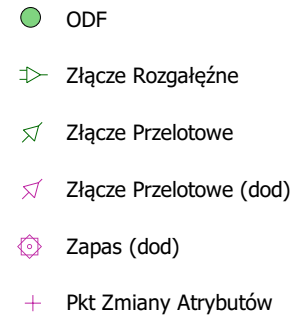 ODF
Złącze Rozgałęźne
Złącze Przelotowe
Złącze Przelotowe (dod)
Zapas (dod)
Pkt Zmiany Atrybutów